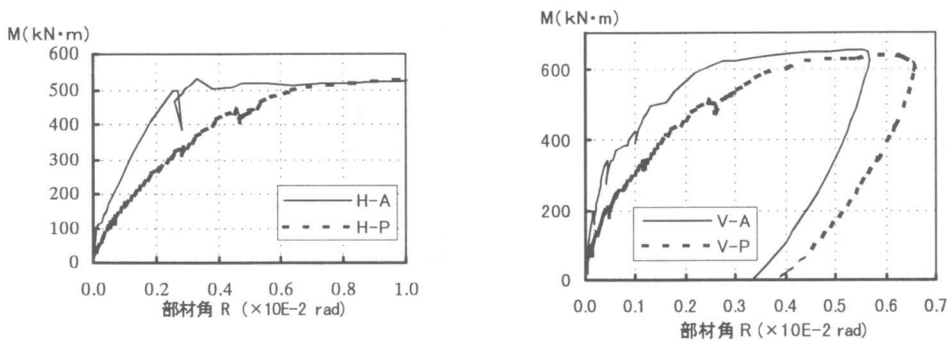 M(kN·m)
600
500
400
300
200
100
0
H-A
H-P
0.0 0.2 0.4 0.6 0.8 1.0
部材角 R (×10E-2 rad)
M(kN·m)
600
400
200
0
V-A
V-P
0.0 0.1 0.2 0.3 0.4 0.5 0.6 0.7
部材角 R (×10E-2 rad)